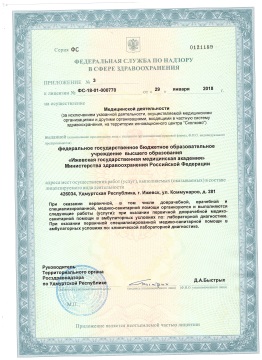 Серия ФС 0121189
ФЕДЕРАЛЬНАЯ СЛУЖБА ПО НАДЗОРУ
В СФЕРЕ ЗДРАВООХРАНЕНИЯ
ПРИЛОЖЕНИЕ № 3
к лицензии № ФС-18-01-000778 от « 29 » января 2018 г.
на осуществление
Медицинской деятельности
(за исключением указанной деятельности, осуществляемой медицинскими
организациями и другими организациями, входящими в частную систему
здравоохранения, на территории инновационного центра "Сколково")
федеральное государственное бюджетное образовательное
учреждение высшего образования
«Ижевская государственная медицинская академия»
Министерства здравоохранения Российской Федерации
426034, Удмуртская Республика, г. Ижевск, ул. Коммунаров, д. 281
При оказании первичной, в том числе доврачебной, врачебной и
специализированной, медико-санитарной помощи организуются и выполняются
следующие работы (услуги): при оказании первичной доврачебной медико-
санитарной помощи в амбулаторных условиях по: лабораторной диагностике.
При оказании первичной специализированной медико-санитарной помощи в
амбулаторных условиях по: клинической лабораторной диагностике.
Руководитель
Территориального органа
Росздравнадзора
по Удмуртской Республике
Д.А.Быстрых
Приложение является неотъемлемой частью лицензии